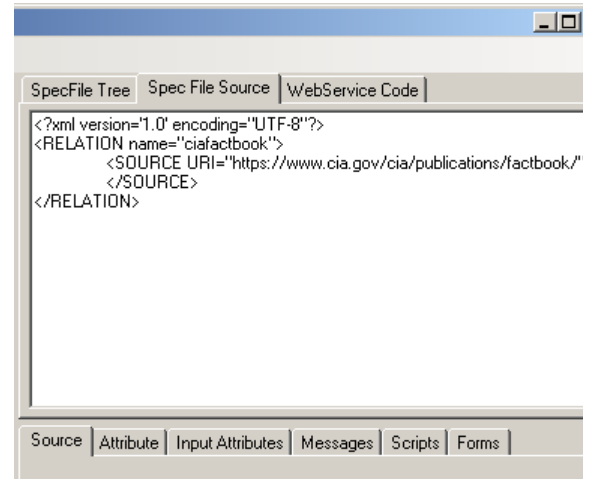 SpecFile Tree Spec File Source WebService Code
<?xml version='1.0' encoding="UTF-8"?>
<RELATION name="ciafactbook">
<SOURCE URI="https://www.cia.gov/cia/publications/factbook/"
</SOURCE>
</RELATION>
Source Attribute Input Attributes Messages Scripts Forms